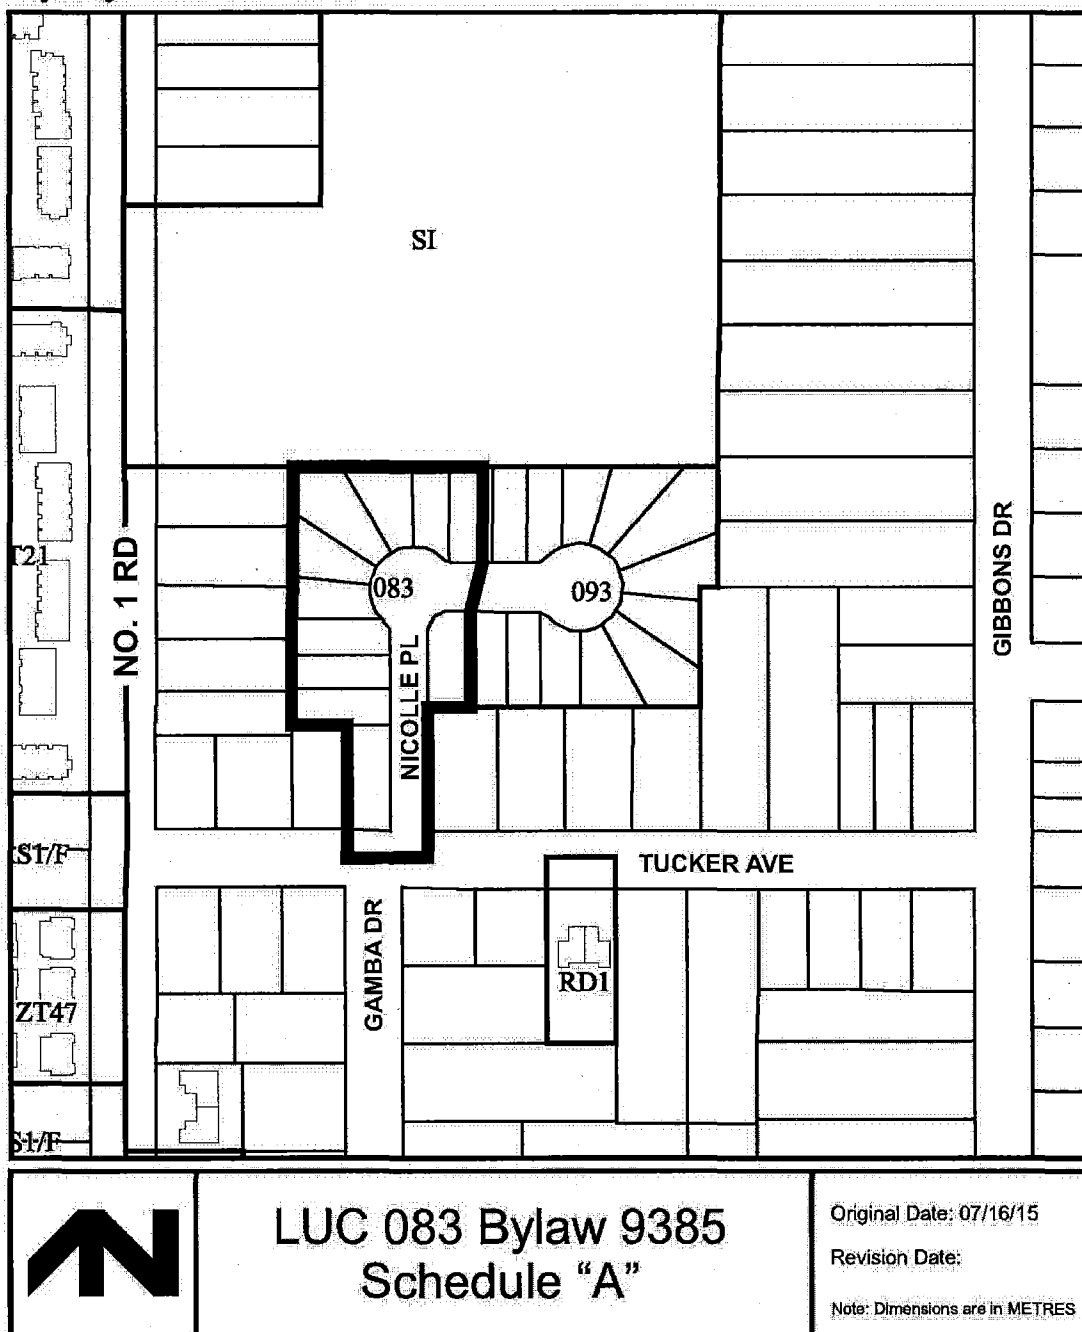 SI
T21
NO. 1 RD
083
093
GIBBONS DR
NICOLLE PL
S1/F
TUCKER AVE
GAMBA DR
RD1
ZT47
S1/F
LUC 083 Bylaw 9385
Schedule “A”
Original Date: 07/16/15
Revision Date:
Note: Dimensions are in METRES